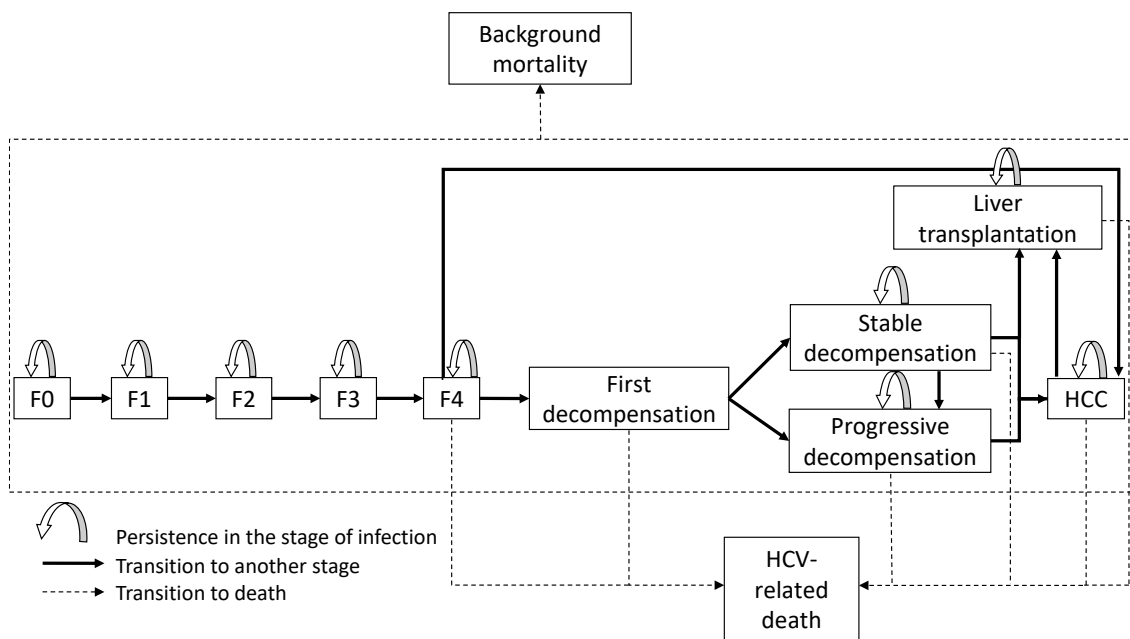 Background
mortality
Liver
transplantation
Stable
decompensation
F0
F1
F2
F3
F4
First
decompensation
HCC
Progressive
decompensation
Persistence in the stage of infection
Transition to another stage
Transition to death
HCV-
related
death